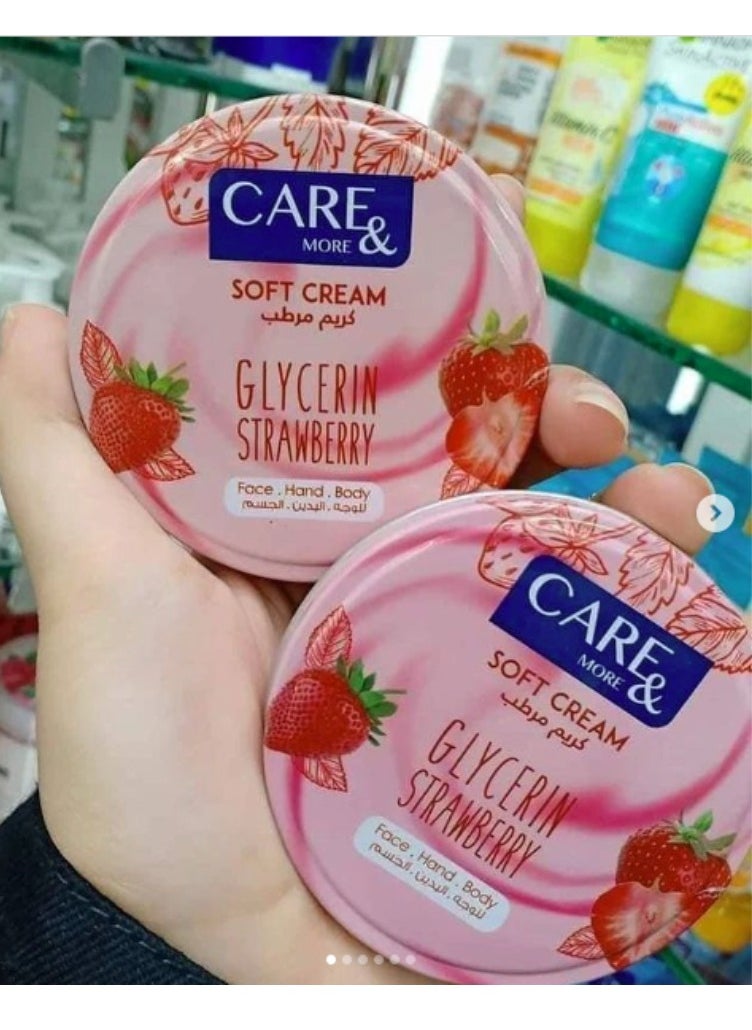 CARE &
MORE
SOFT CREAM
كريم مرطب
GLYCERIN
STRAWBERRY
Face . Hand . Body
للوجه . اليدين . الجسم
CARE &
MORE
SOFT CREAM
كريم مرطب
GLYCERIN
STRAWBERRY
Face . Hand . Body
للوجه . اليدين . الجسم